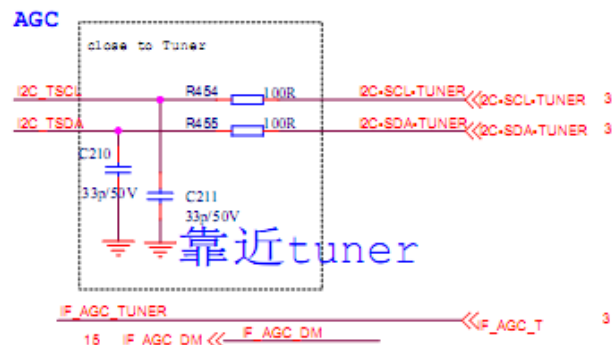 AGC
close to Tuner
I2C_TSCL R454 100R I2C-SCL-TUNER I2C-SCL-TUNER 3
I2C_TSDA R455 100R I2C-SDA-TUNER I2C-SDA-TUNER 3
C210
33p/50V
C211
33p/50V
靠近tuner
IF_AGC_TUNER IF_AGC_T 3
15 IF_AGC_DM IF_AGC_DM